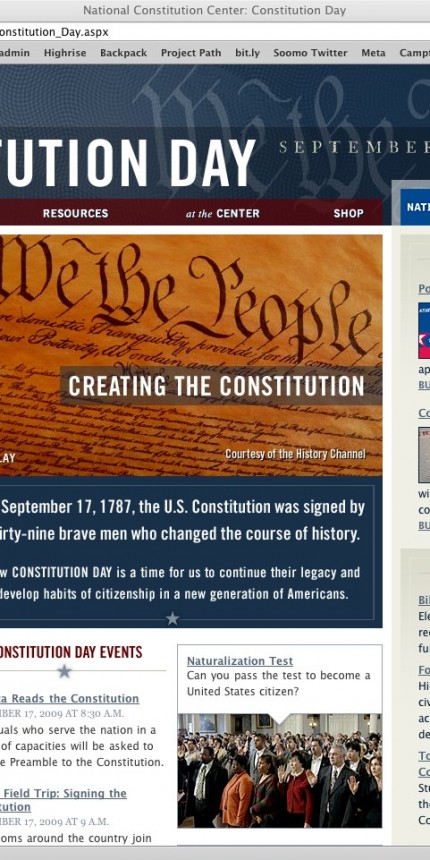 National Constitution Center: Constitution Day
onstitution_Day.aspx
admin Highrise Backpack Project Path bit.ly Soomo Twitter Meta Campf
We the
TUTION DAY SEPTEMBER
RESOURCES at the CENTER SHOP
NATI
We the People
CREATING THE CONSTITUTION
LAY
Courtesy of the History Channel
September 17, 1787, the U.S. Constitution was signed by
irty-nine brave men who changed the course of history.
w CONSTITUTION DAY is a time for us to continue their legacy and
develop habits of citizenship in a new generation of Americans.
ONSTITUTION DAY EVENTS
ca Reads the Constitution
BER 17, 2009 AT 8:30 A.M.
uals who serve the nation in a
of capacities will be asked to
e Preamble to the Constitution.
Field Trip: Signing the
tution
BER 17, 2009 AT 9 A.M.
oms around the country join
Naturalization Test
Can you pass the test to become a
United States citizen?
Po
ap
BU
Co
wi
co
BU
Bi
Ele
re
fu
Fo
Hi
civ
ac
de
To
Co
Stu
the
Co